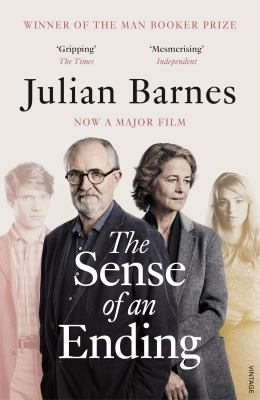 WINNER OF THE MAN BOOKER PRIZE
‘Gripping’ ‘Mesmerising’
The Times Independent
Julian Barnes
NOW A MAJOR FILM
The
Sense
of an
Ending
VINTAGE